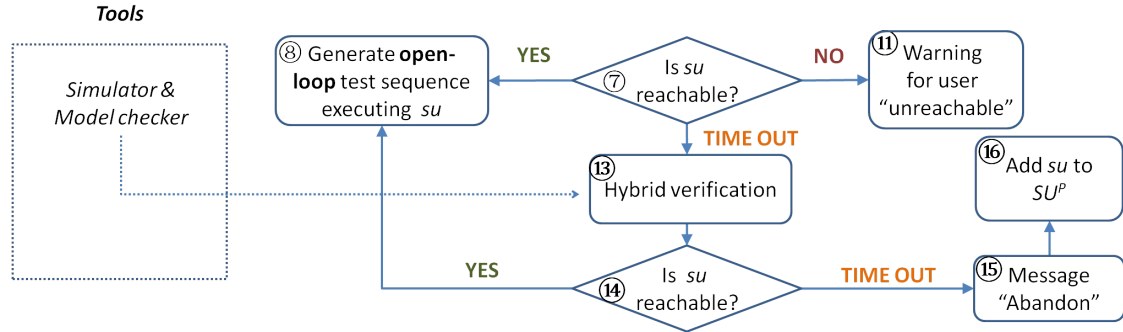 Tools
Simulator &
Model checker
⑧ Generate open-
loop test sequence
executing su
YES
⑦
Is su
reachable?
NO
⑪ Warning
for user
“unreachable”
TIME OUT
⑬
Hybrid verification
⑯
Add su to
SUᴾ
YES
⑭
Is su
reachable?
TIME OUT
⑮ Message
“Abandon”